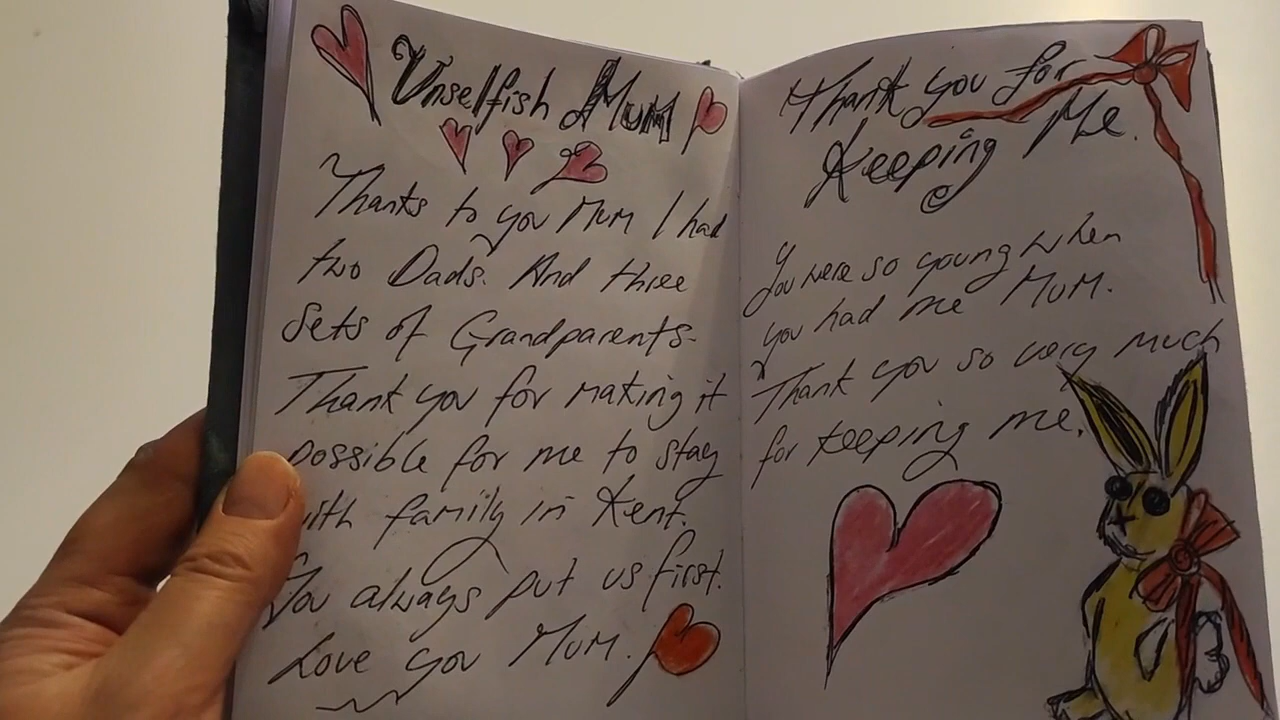 Unselfish Mum
Thanks to you Mum I had
two Dads. And three
Sets of Grandparents.
Thank you for making it
possible for me to stay
with family in Kent.
You always put us first.
Love you Mum.
Thank you for
Keeping Me.
You were so young when
you had me Mum.
Thank you so very much
for keeping me.